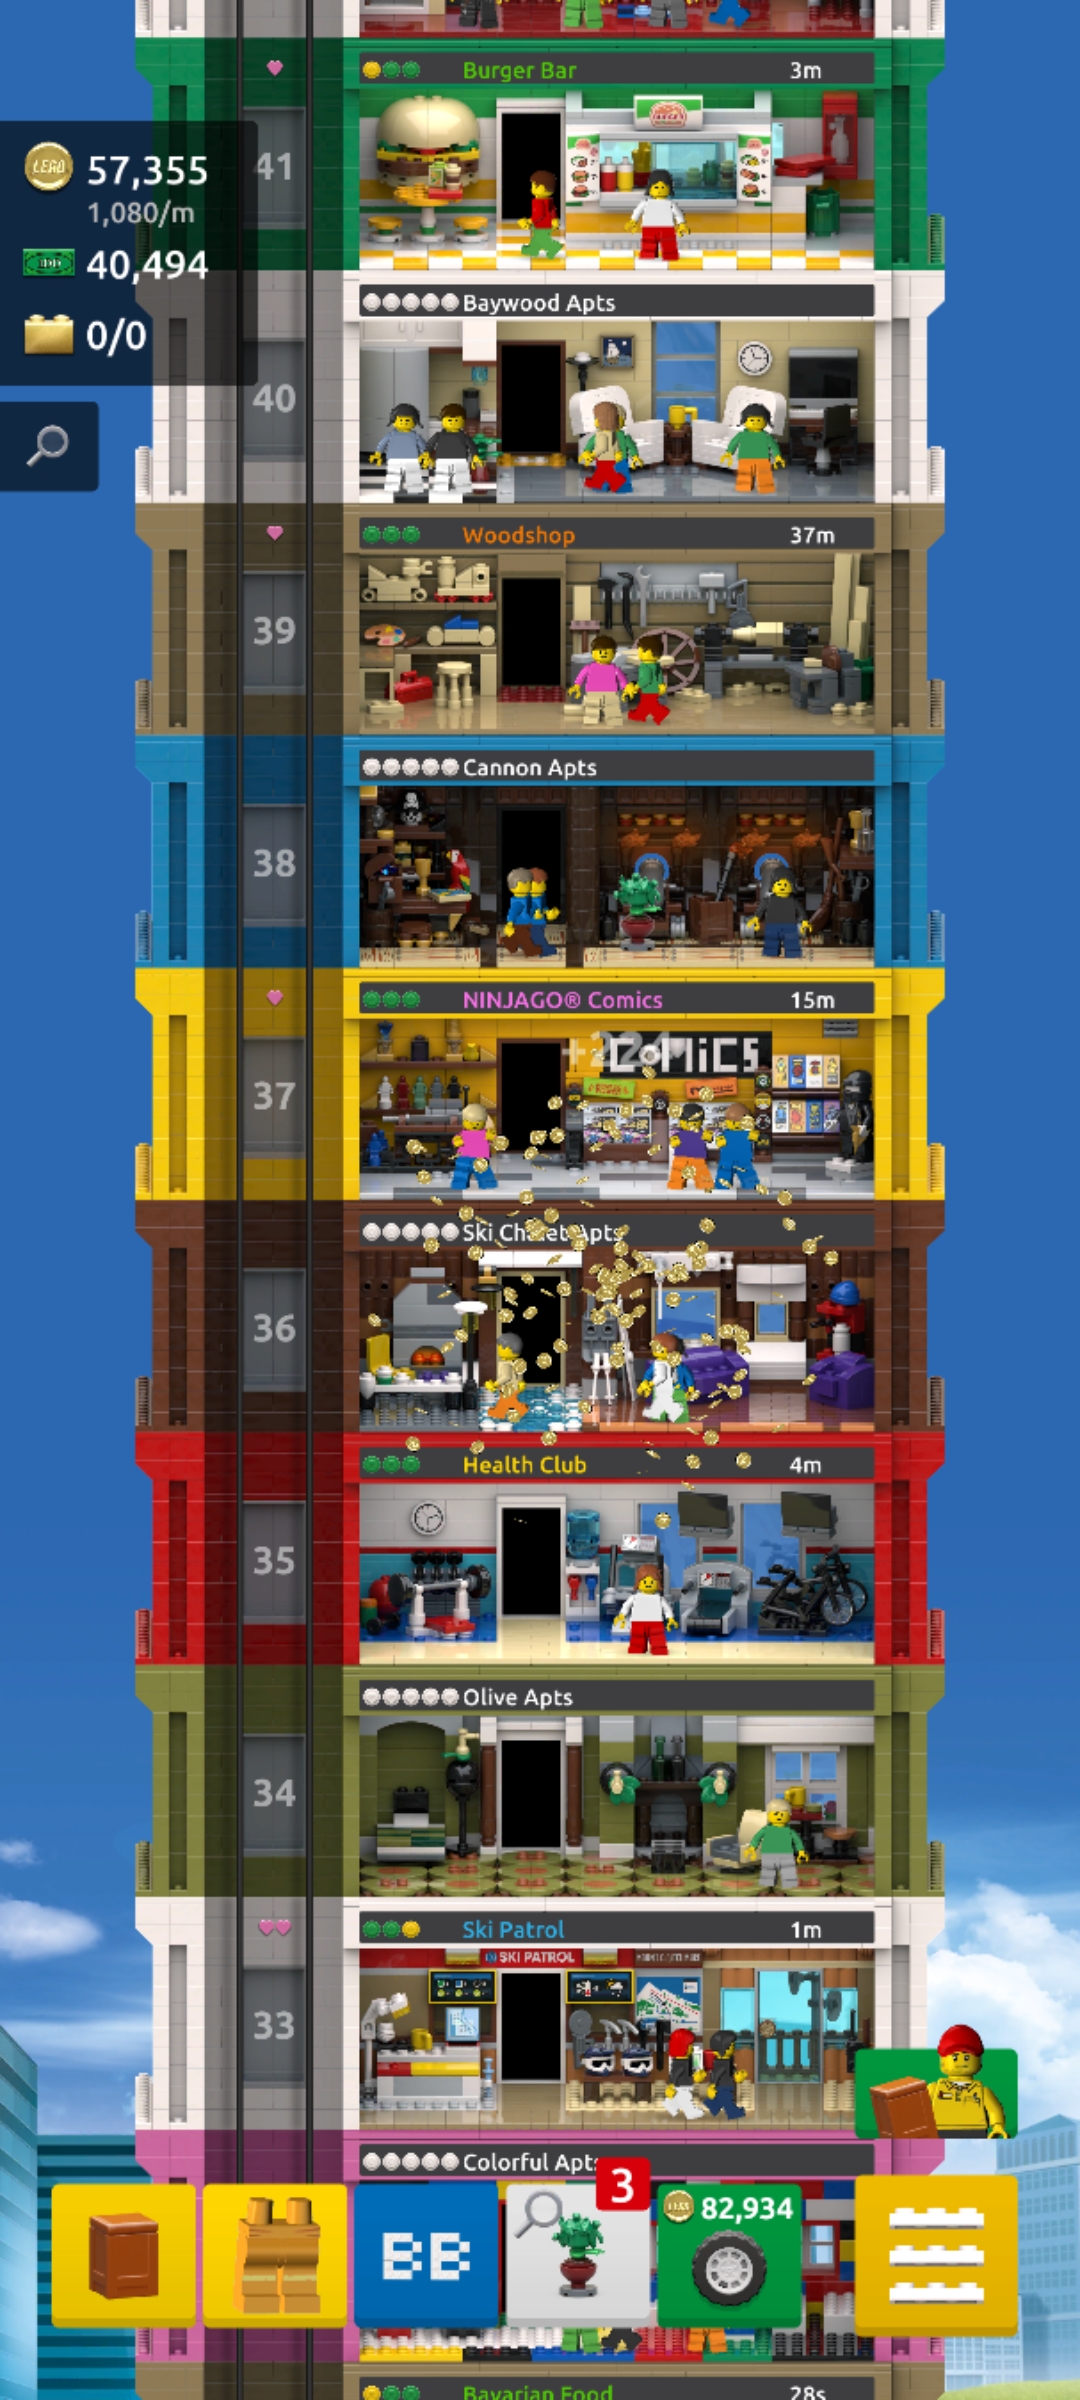 Burger Bar 3m
41
57,355
1,080/m
40,494
0/0
Baywood Apts
40
Woodshop 37m
39
Cannon Apts
38
NINJAGO® Comics 15m
COMiCS
37
Ski Chalet Apts
36
Health Club 4m
35
Olive Apts
34
Ski Patrol 1m
SKI PATROL
33
Colorful Apts
3
BB
82,934
Bavarian Food 28s